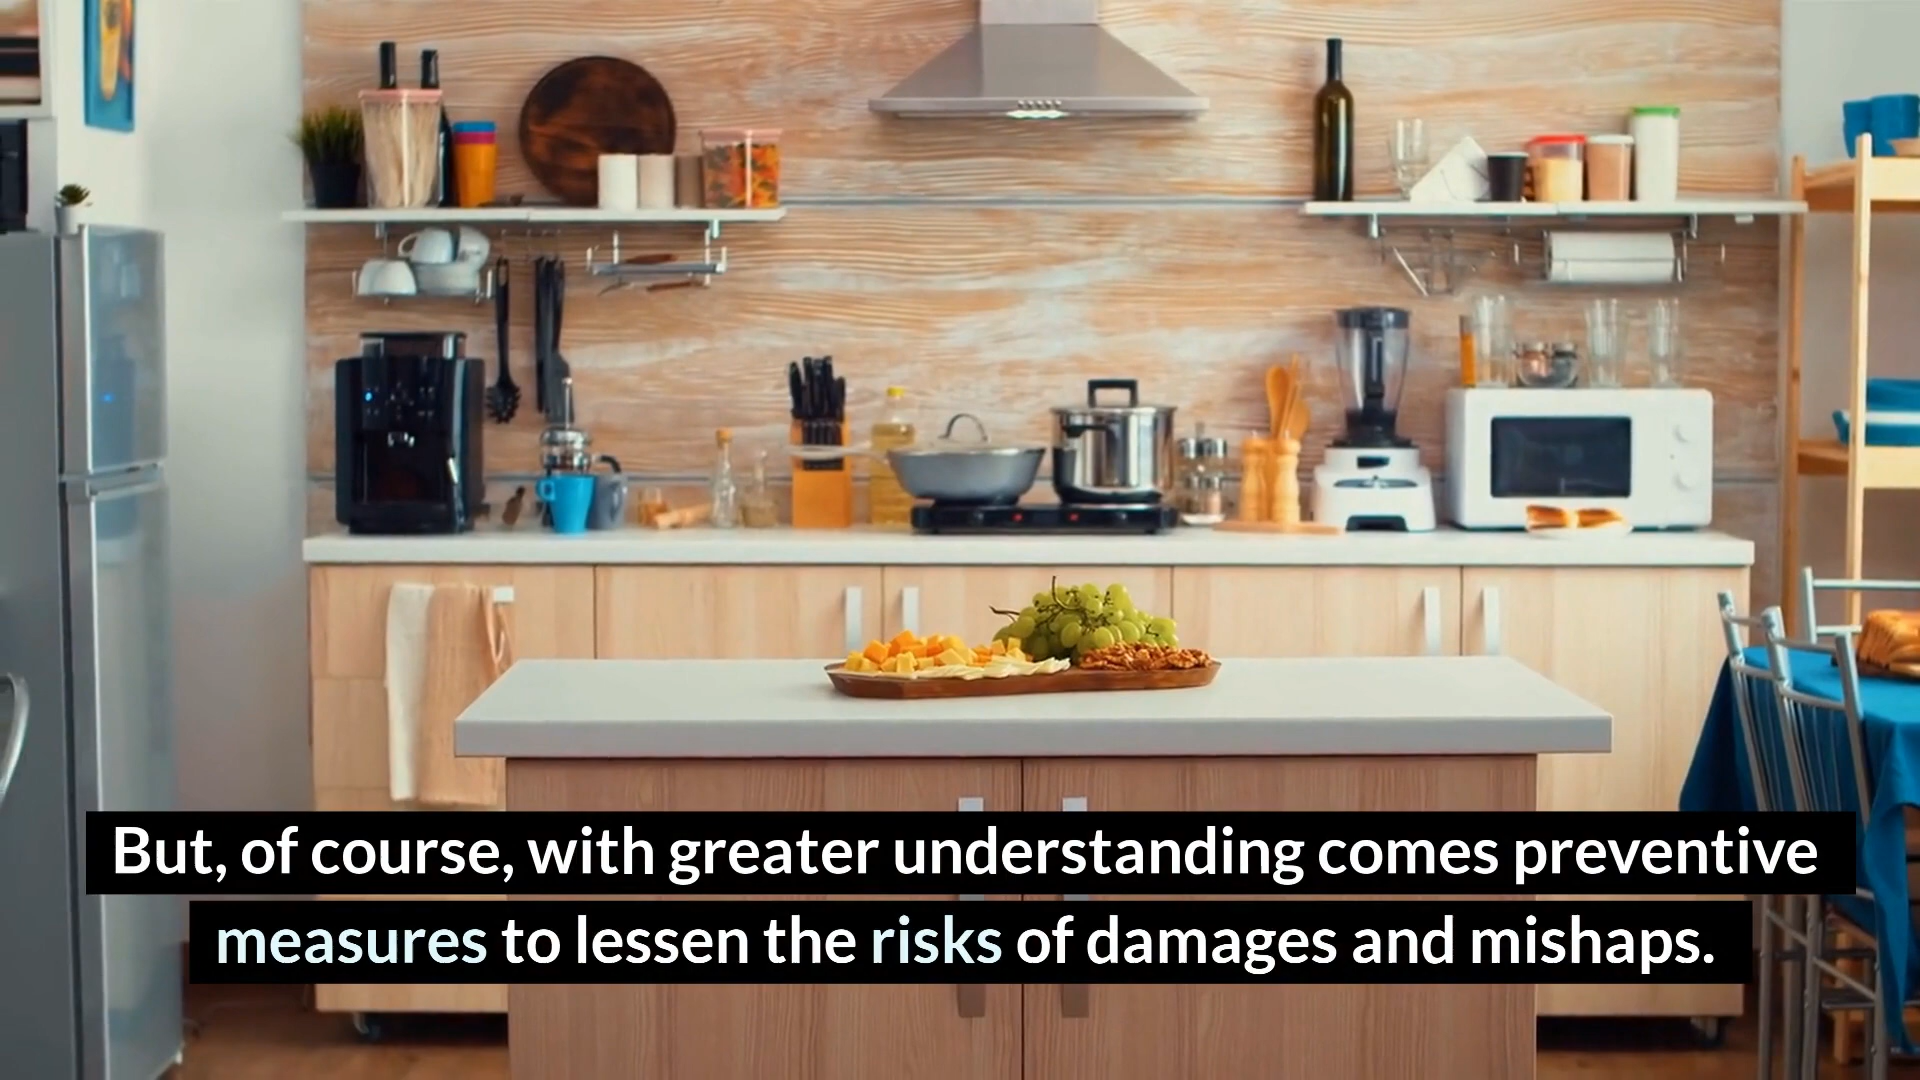 But, of course, with greater understanding comes preventive
measures to lessen the risks of damages and mishaps.